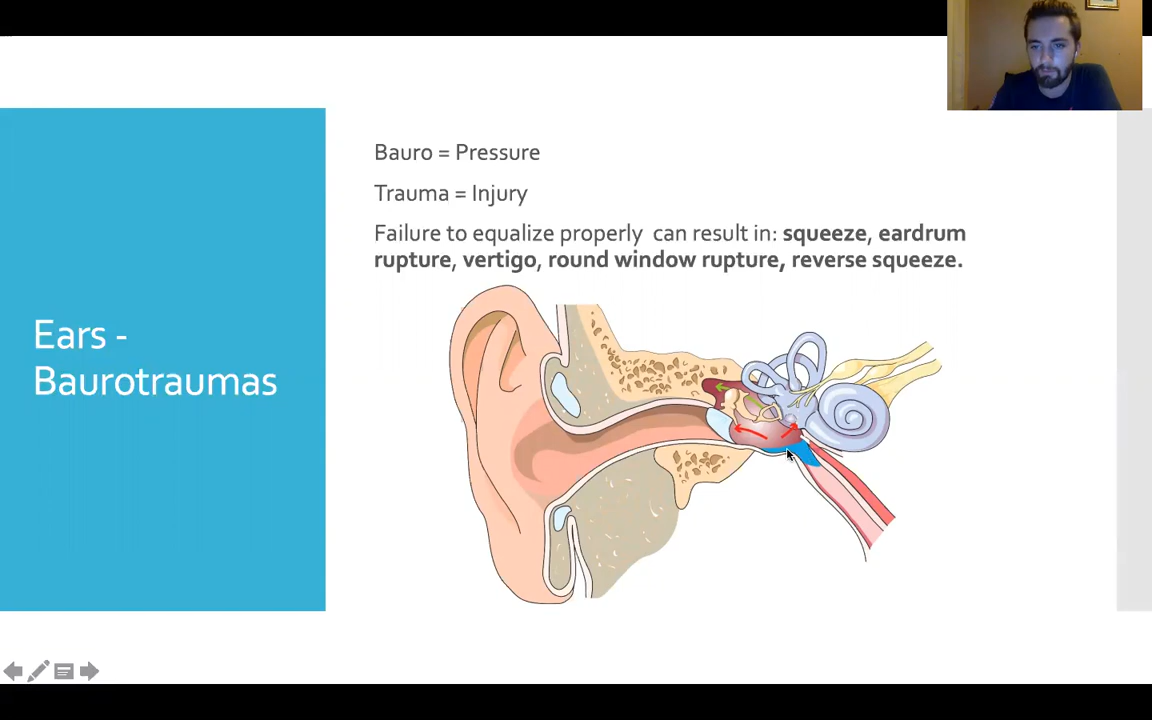 Bauro = Pressure
Trauma = Injury
Failure to equalize properly can result in: squeeze, eardrum
rupture, vertigo, round window rupture, reverse squeeze.
Ears -
Baurotraumas